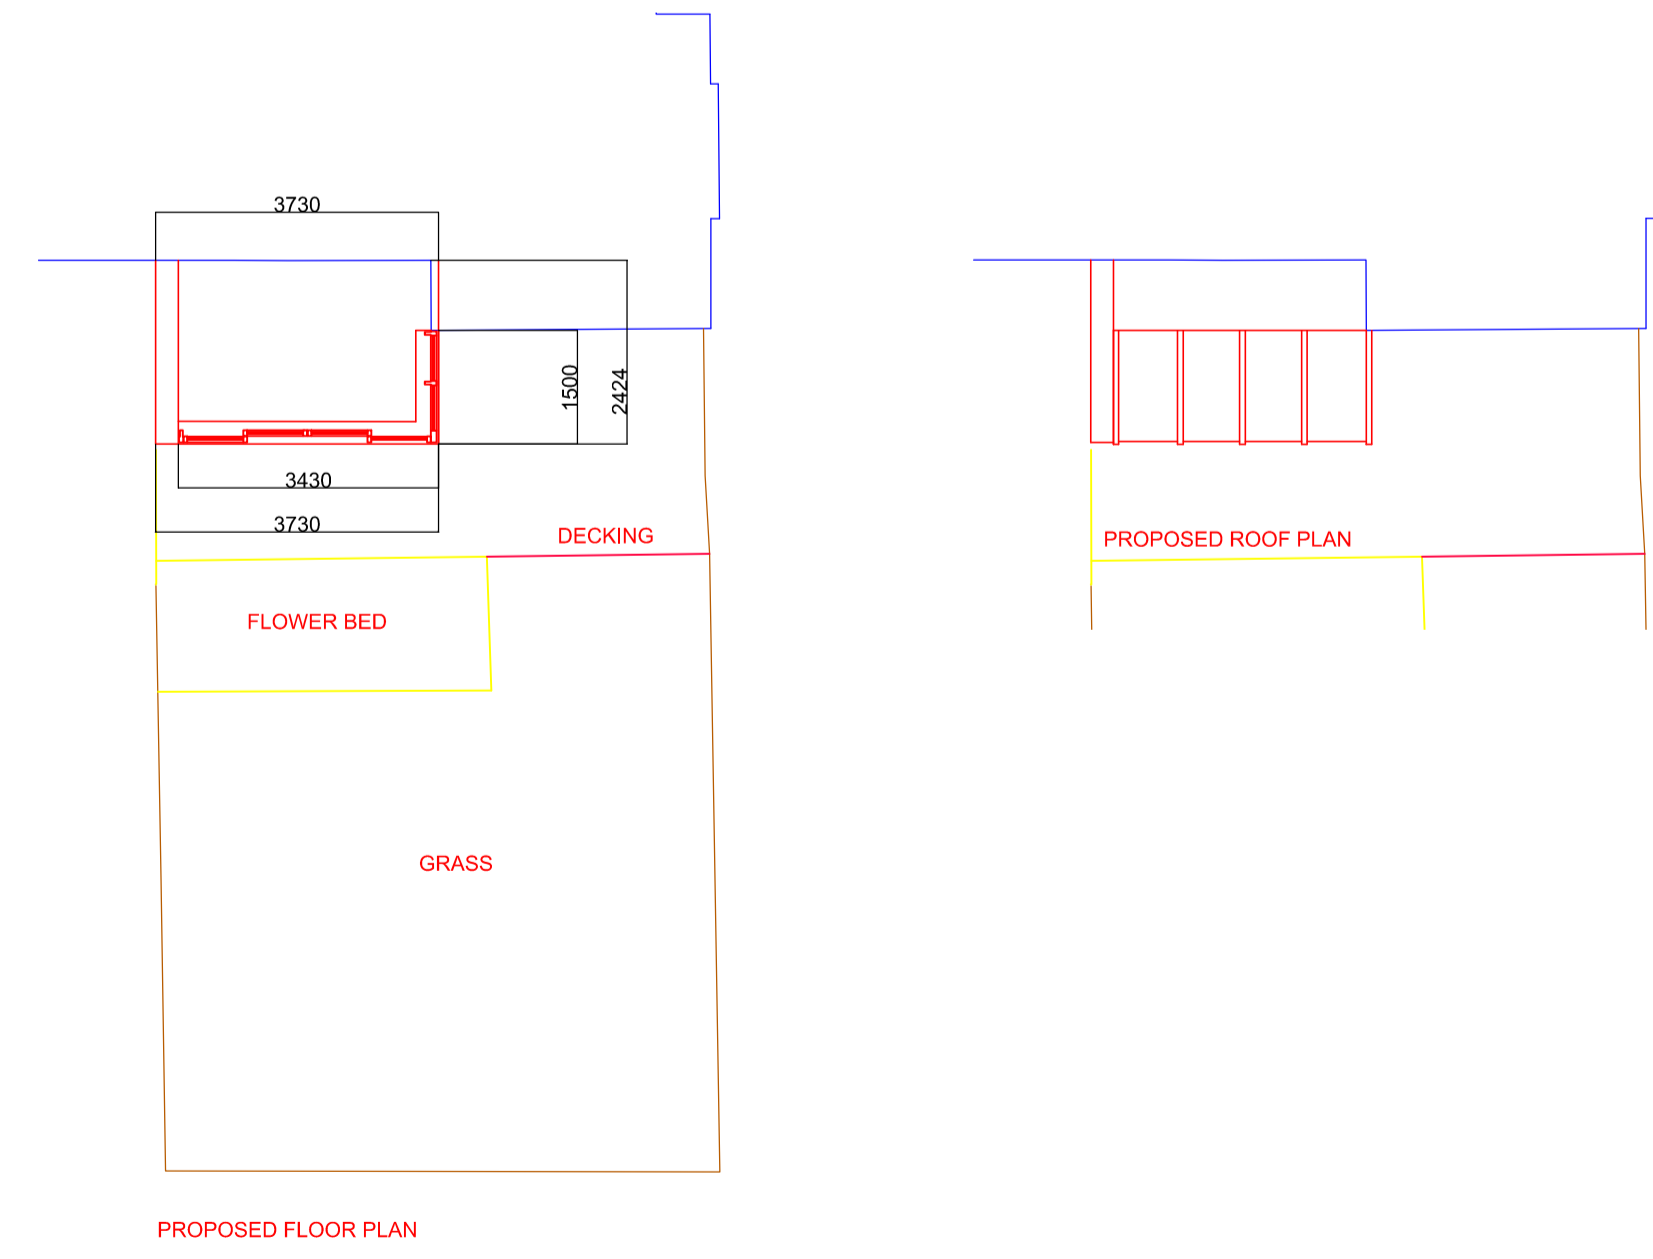 3730
1500
2424
3430
3730
DECKING
FLOWER BED
GRASS
PROPOSED FLOOR PLAN
PROPOSED ROOF PLAN